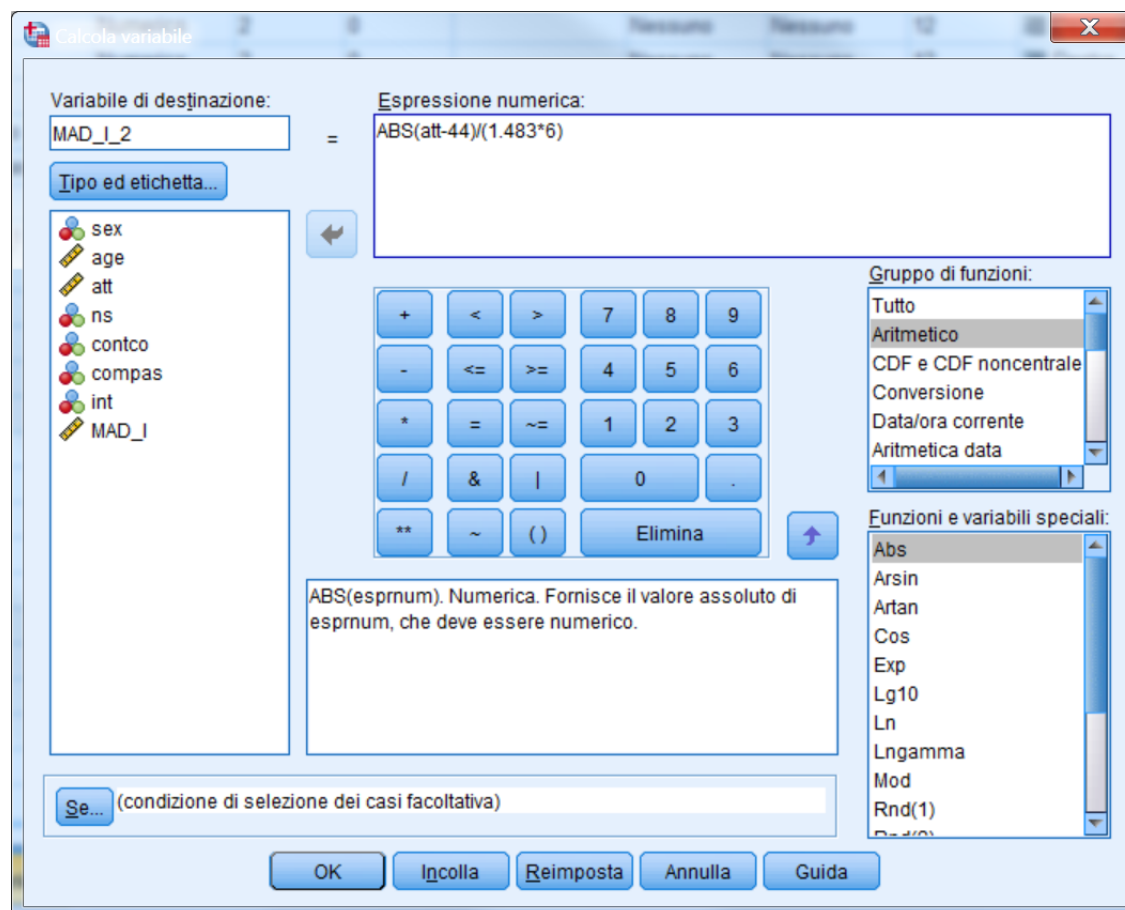 Calcola variabile
X
Variabile di destinazione:
Espressione numerica:
MAD_I_2
=
ABS(att-44)/(1.483*6)
Tipo ed etichetta...
sex
age
att
ns
contco
compas
int
MAD_I
+ < > 7 8 9
- <= >= 4 5 6
* = ~= 1 2 3
/ & | 0 .
** ~ ( ) Elimina
Gruppo di funzioni:
Tutto
Aritmetico
CDF e CDF noncentrale
Conversione
Data/ora corrente
Aritmetica data
ABS(esprnum). Numerica. Fornisce il valore assoluto di
esprnum, che deve essere numerico.
Funzioni e variabili speciali:
Abs
Arsin
Artan
Cos
Exp
Lg10
Ln
Lngamma
Mod
Rnd(1)
Se... (condizione di selezione dei casi facoltativa)
OK Incolla Reimposta Annulla Guida